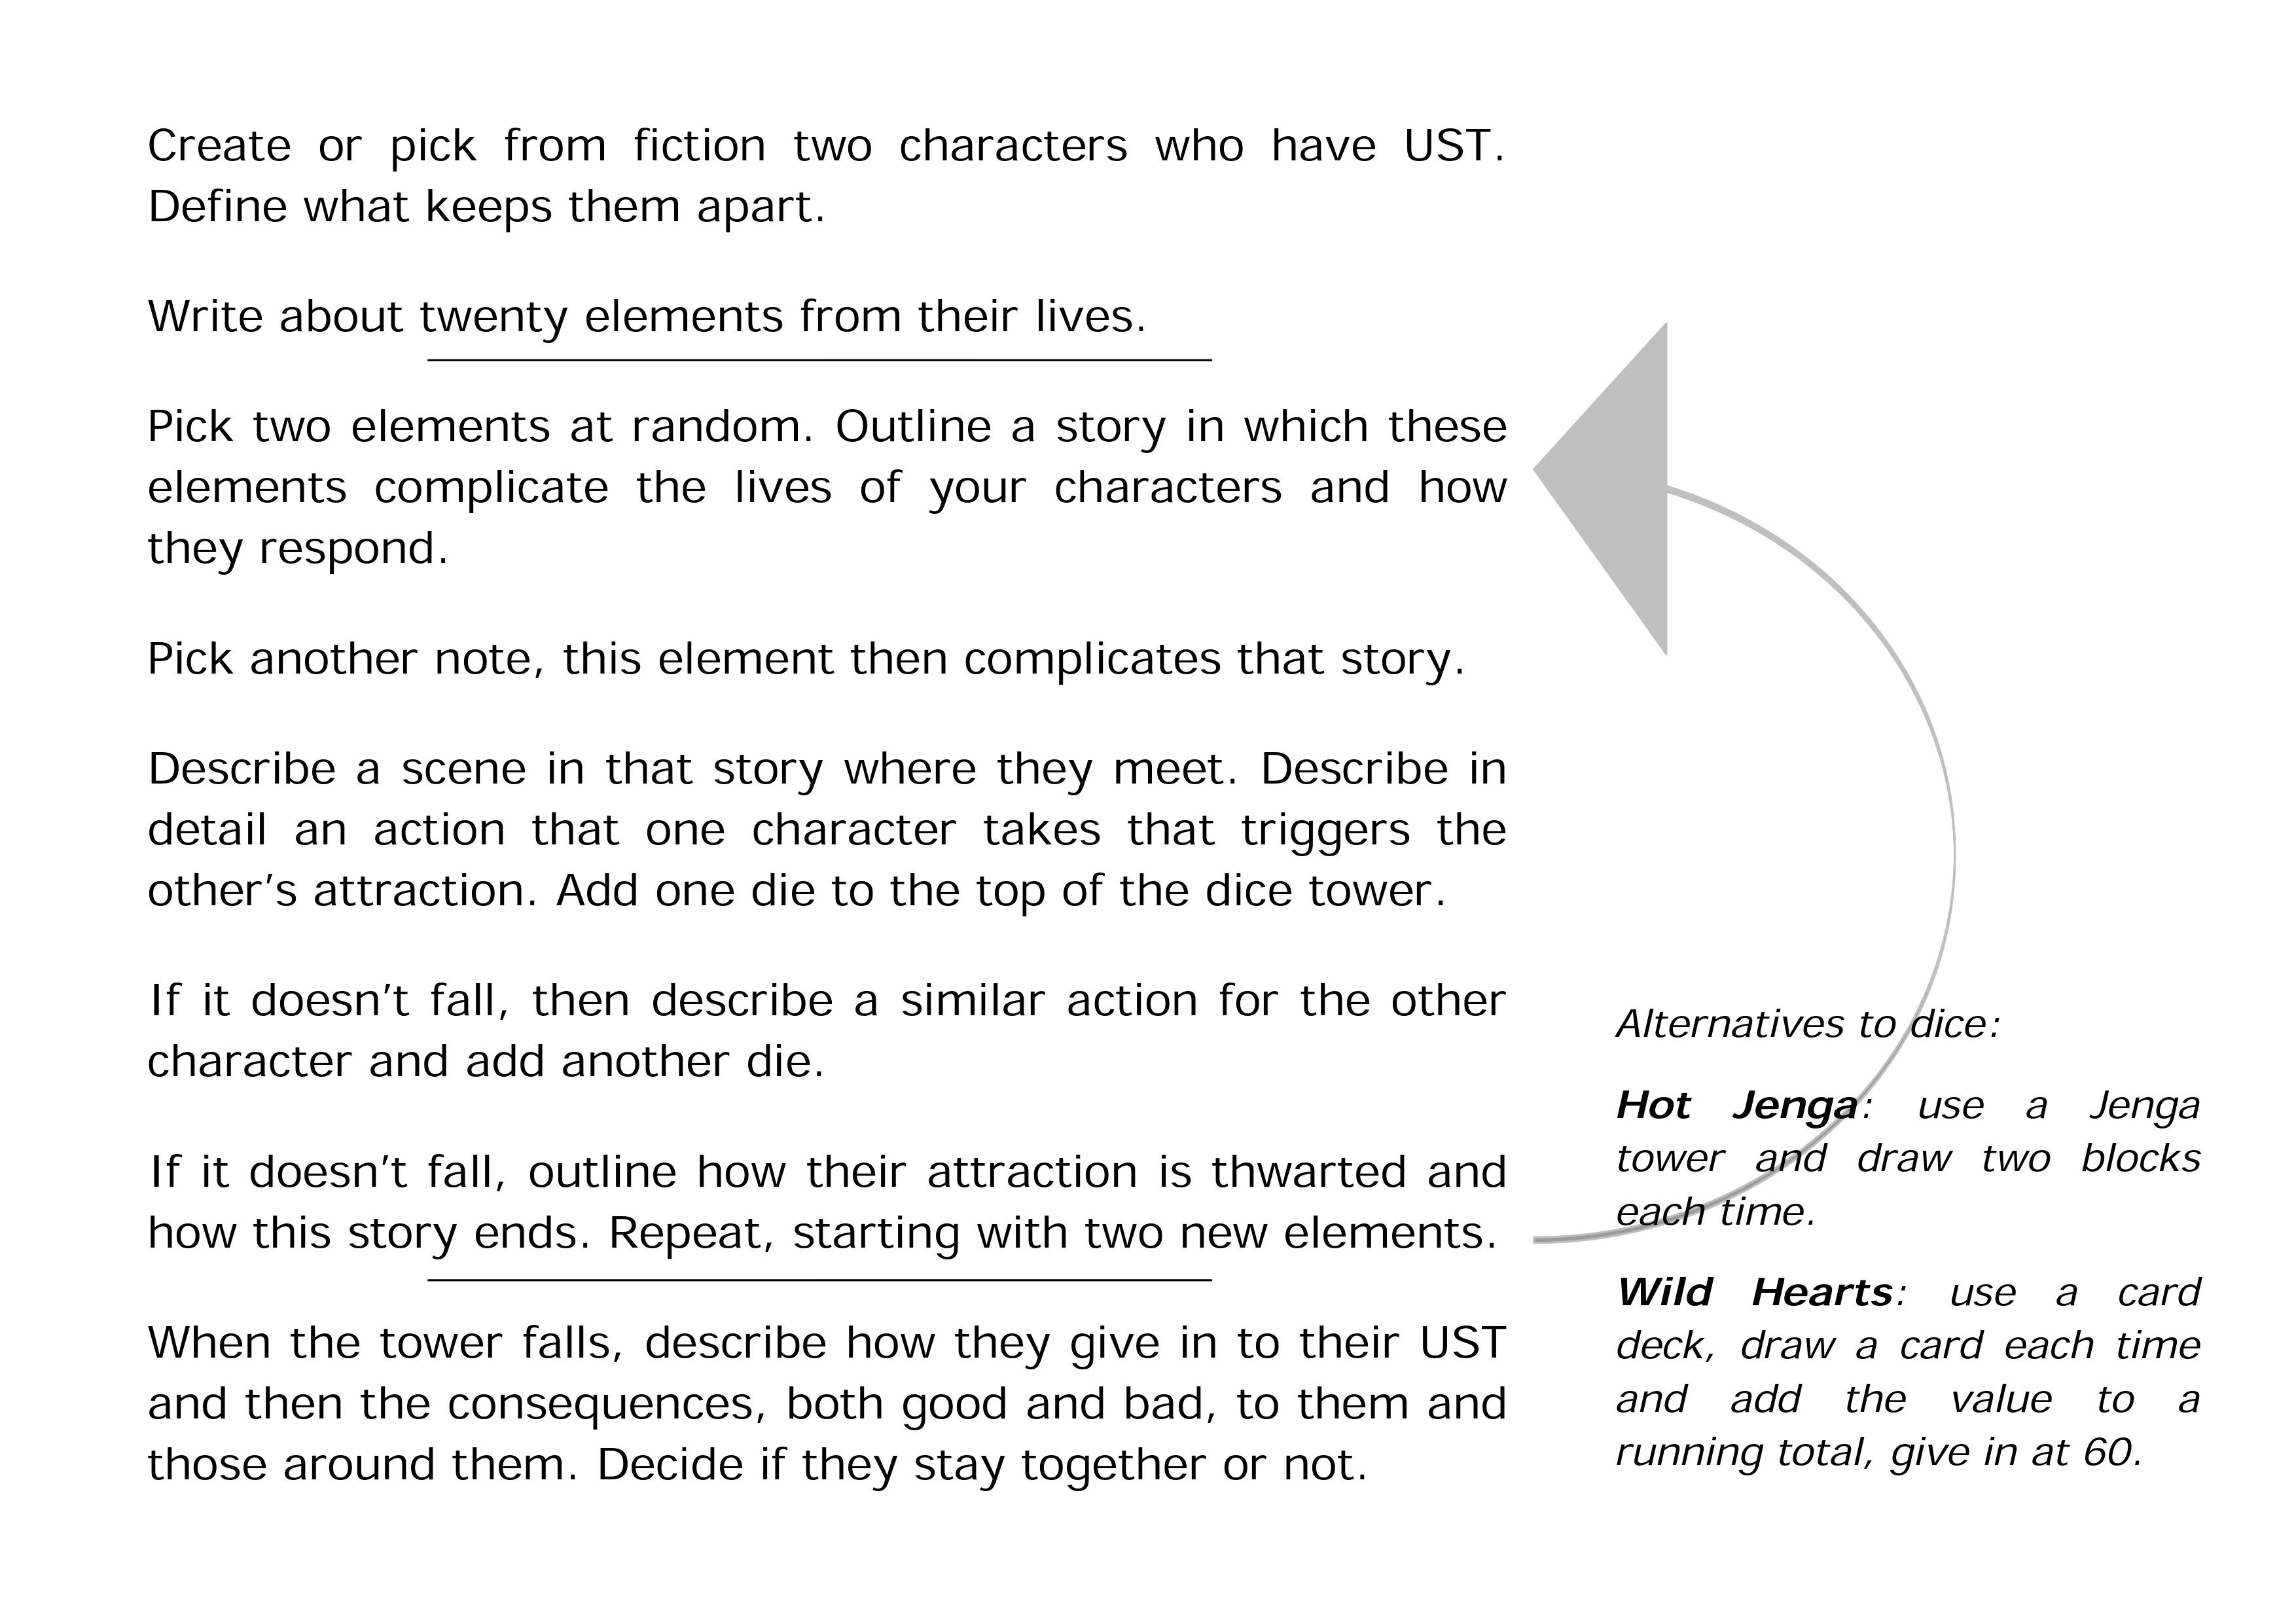 Create or pick from fiction two characters who have UST.
Define what keeps them apart.
Write about twenty elements from their lives.
Pick two elements at random. Outline a story in which these
elements complicate the lives of your characters and how
they respond.
Pick another note, this element then complicates that story.
Describe a scene in that story where they meet. Describe in
detail an action that one character takes that triggers the
other’s attraction. Add one die to the top of the dice tower.
If it doesn’t fall, then describe a similar action for the other
character and add another die.
If it doesn’t fall, outline how their attraction is thwarted and
how this story ends. Repeat, starting with two new elements.
When the tower falls, describe how they give in to their UST
and then the consequences, both good and bad, to them and
those around them. Decide if they stay together or not.
Alternatives to dice:
Hot Jenga: use a Jenga
tower and draw two blocks
each time.
Wild Hearts: use a card
deck, draw a card each time
and add the value to a
running total, give in at 60.